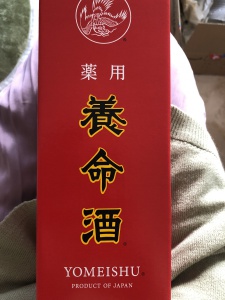 薬用
養命酒
YOMEISHU®
PRODUCT OF JAPAN